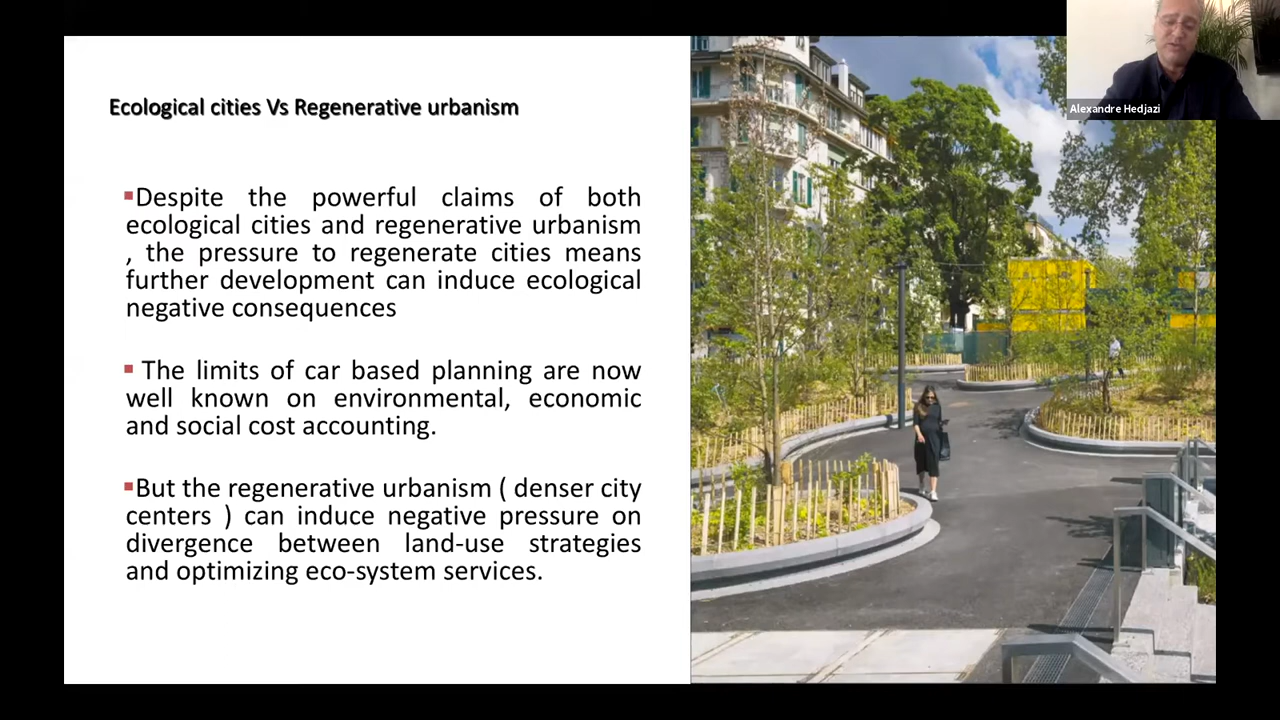 Ecological cities Vs Regenerative urbanism
Alexandre Hedjazi
▪Despite the powerful claims of both
ecological cities and regenerative urbanism
, the pressure to regenerate cities means
further development can induce ecological
negative consequences
▪ The limits of car based planning are now
well known on environmental, economic
and social cost accounting.
▪But the regenerative urbanism ( denser city
centers ) can induce negative pressure on
divergence between land-use strategies
and optimizing eco-system services.